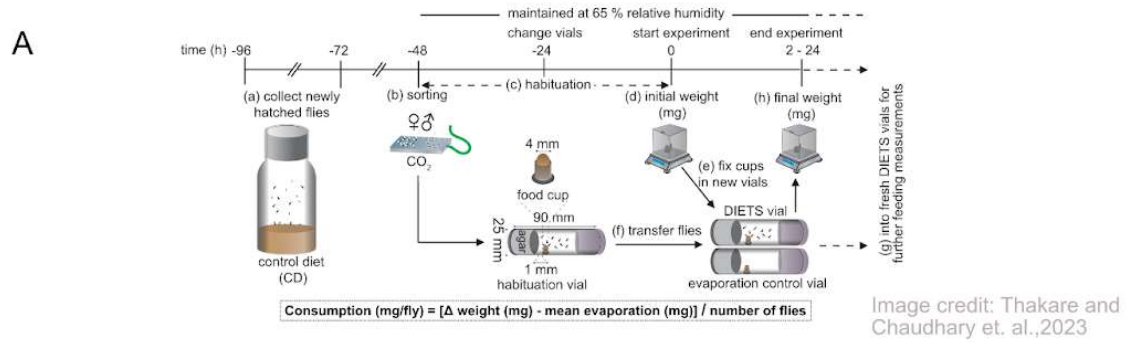 A
maintained at 65 % relative humidity
change vials start experiment end experiment
time (h) -96 -72 -48 -24 0 2 - 24
(c) habituation
(a) collect newly
hatched flies
(b) sorting
(d) initial weight
(mg)
(h) final weight
(mg)
♀♂
CO₂
4 mm
food cup
(e) fix cups
in new vials
90 mm
25 mm
agar
1 mm
habituation vial
(f) transfer flies
DIETS vial
evaporation control vial
(g) into fresh DIETS vials for
further feeding measurements
control diet
(CD)
Consumption (mg/fly) = [Δ weight (mg) - mean evaporation (mg)] / number of flies
Image credit: Thakare and
Chaudhary et. al.,2023